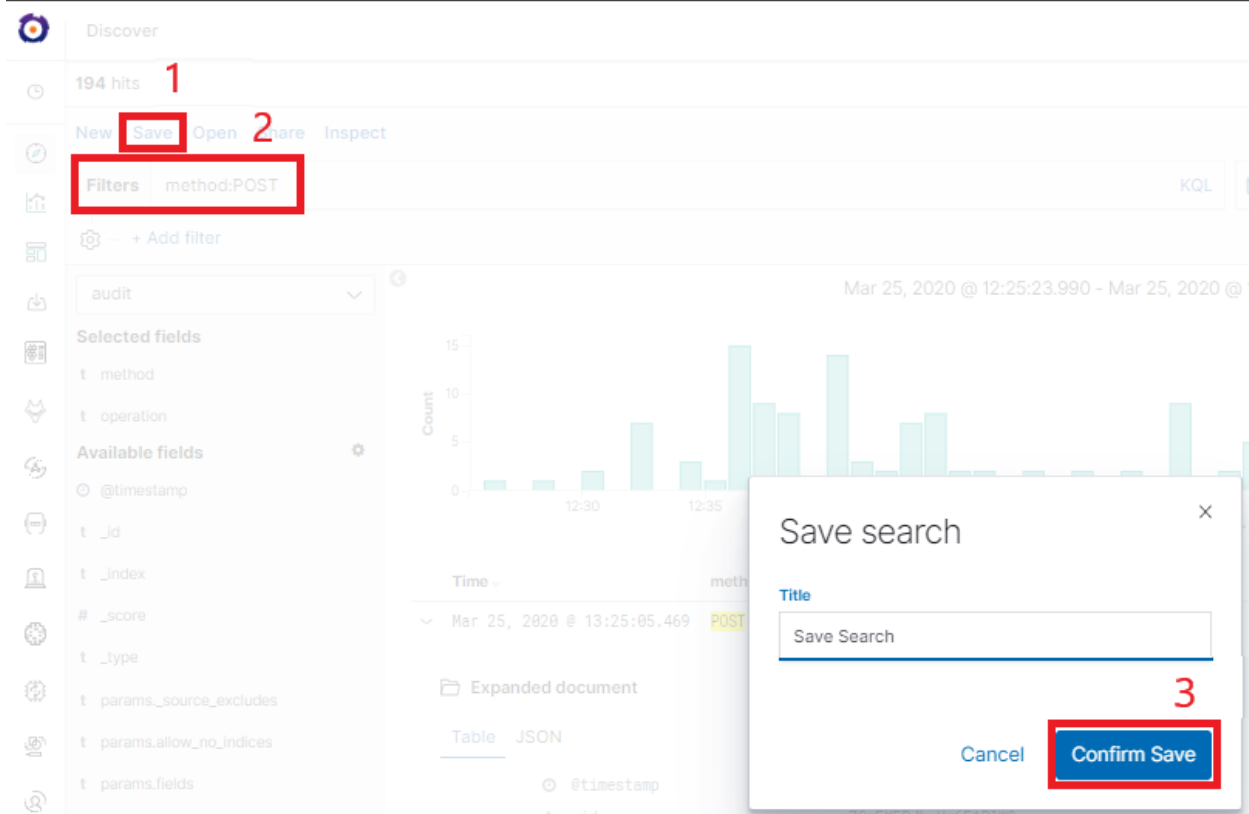 Discover
194 hits
1
New Save Open Share Inspect
2
Filters method:POST
KQL
+ Add filter
audit
Mar 25, 2020 @ 12:25:23.990 - Mar 25, 2020 @
Selected fields
t method
t operation
Available fields
@timestamp
t _id
t _index
# _score
t _type
t params._source_excludes
t params.allow_no_indices
t params.fields
Count
15
10
5
0
12:30 12:35
Time meth
Mar 25, 2020 @ 13:25:05.469 POST
Expanded document
Table JSON
@timestamp
Save search
Title
Save Search
3
Cancel Confirm Save